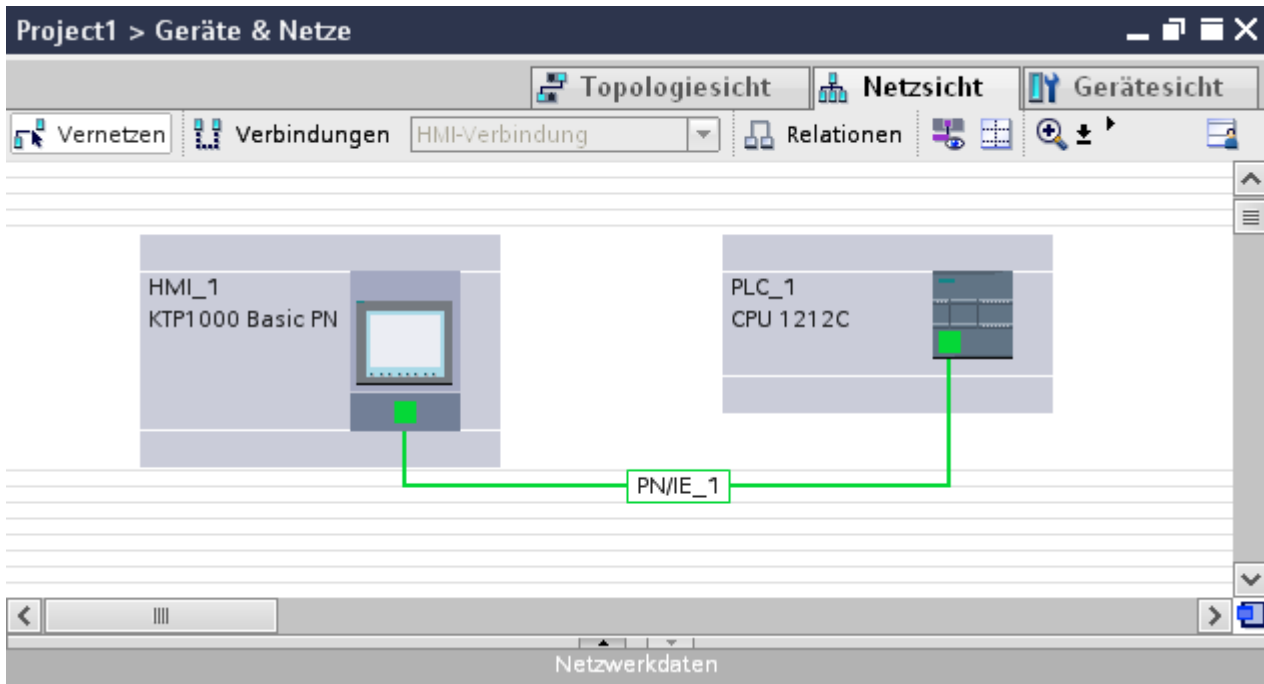 Project1 > Geräte & Netze
Topologiesicht Netzsicht Gerätesicht
Vernetzen Verbindungen HMI-Verbindung Relationen
HMI_1
KTP1000 Basic PN
PLC_1
CPU 1212C
PN/IE_1
Netzwerkdaten